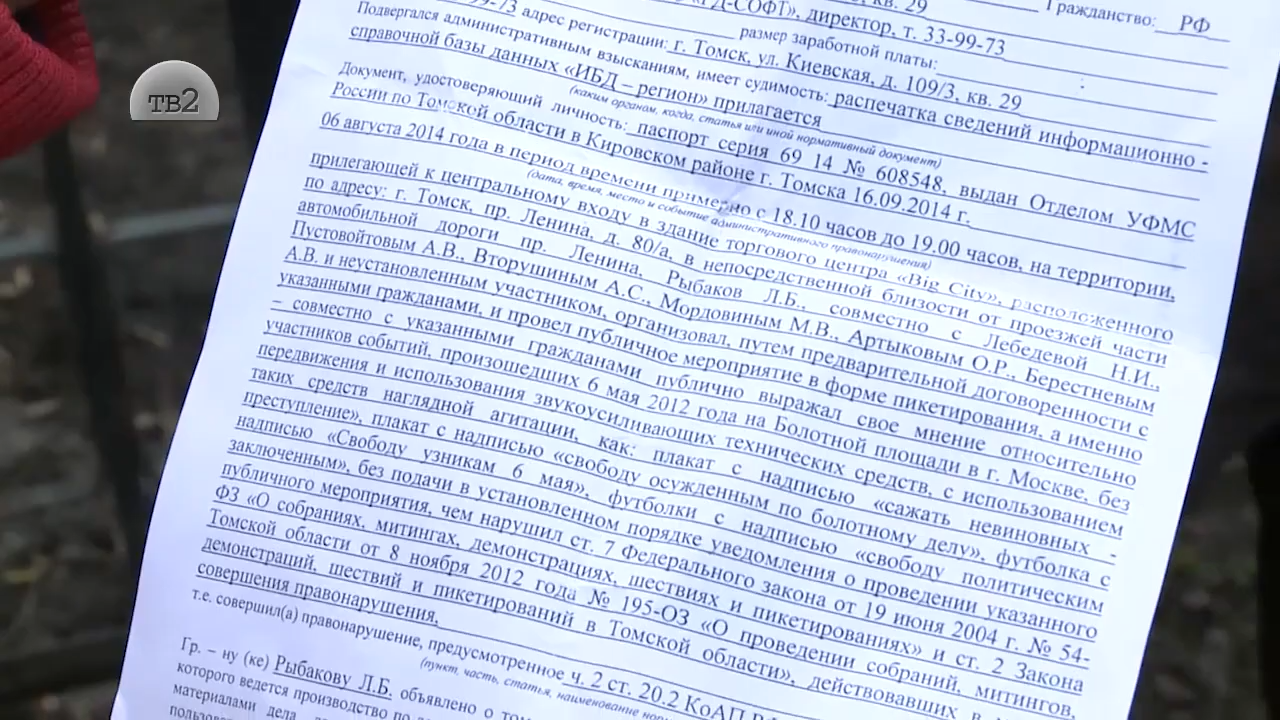 тв2
«РД-СОФТ», директор, т. 33-99-73
кв. 29
Гражданство: РФ
99-73 адрес регистрации: г. Томск, ул. Киевская, д. 109/3, кв. 29
размер заработной платы:
Подвергался административным взысканиям, имеет судимость: распечатка сведений информационно -
справочной базы данных «ИБД – регион» прилагается
(каким органом, когда, статья или иной нормативный документ)
Документ, удостоверяющий личность: паспорт серия 69 14 № 608548, выдан Отделом УФМС
России по Томской области в Кировском районе г. Томска 16.09.2014 г.
06 августа 2014 года в период времени примерно с 18.10 часов до 19.00 часов, на территории,
(дата, время, место и событие административного правонарушения)
прилегающей к центральному входу в здание торгового центра «Big City», расположенного
по адресу: г. Томск, пр. Ленина, д. 80/а, в непосредственной близости от проезжей части
автомобильной дороги пр. Ленина, Рыбаков Л.Б., совместно с Лебедевой Н.И.,
Пустовойтовым А.В., Вторушиным А.С., Мордовиным М.В., Артыковым О.Р., Берестневым
А.В. и неустановленным участником, организовал, путем предварительной договоренности с
указанными гражданами, и провел публичное мероприятие в форме пикетирования, а именно
– совместно с указанными гражданами публично выражал свое мнение относительно
участников событий, произошедших 6 мая 2012 года на Болотной площади в г. Москве, без
передвижения и использования звукоусиливающих технических средств, с использованием
таких средств наглядной агитации, как: плакат с надписью «сажать невиновных -
преступление», плакат с надписью «свободу осужденным по болотному делу», футболка с
надписью «Свободу узникам 6 мая», футболки с надписью «свободу политическим
заключенным», без подачи в установленном порядке уведомления о проведении указанного
публичного мероприятия, чем нарушил ст. 7 Федерального закона от 19 июня 2004 г. № 54-
ФЗ «О собраниях, митингах, демонстрациях, шествиях и пикетированиях» и ст. 2 Закона
Томской области от 8 ноября 2012 года № 195-ОЗ «О проведении собраний, митингов,
демонстраций, шествий и пикетирований в Томской области», действовавших в
совершения правонарушения,
т.е. совершил(а) правонарушение, предусмотренное ч. 2 ст. 20.2 КоАП РФ
(пункт, часть, статья, наименование
Гр. – ну (ке) Рыбакову Л.Б. объявлено о том
которого ведется производство по
материалами дела